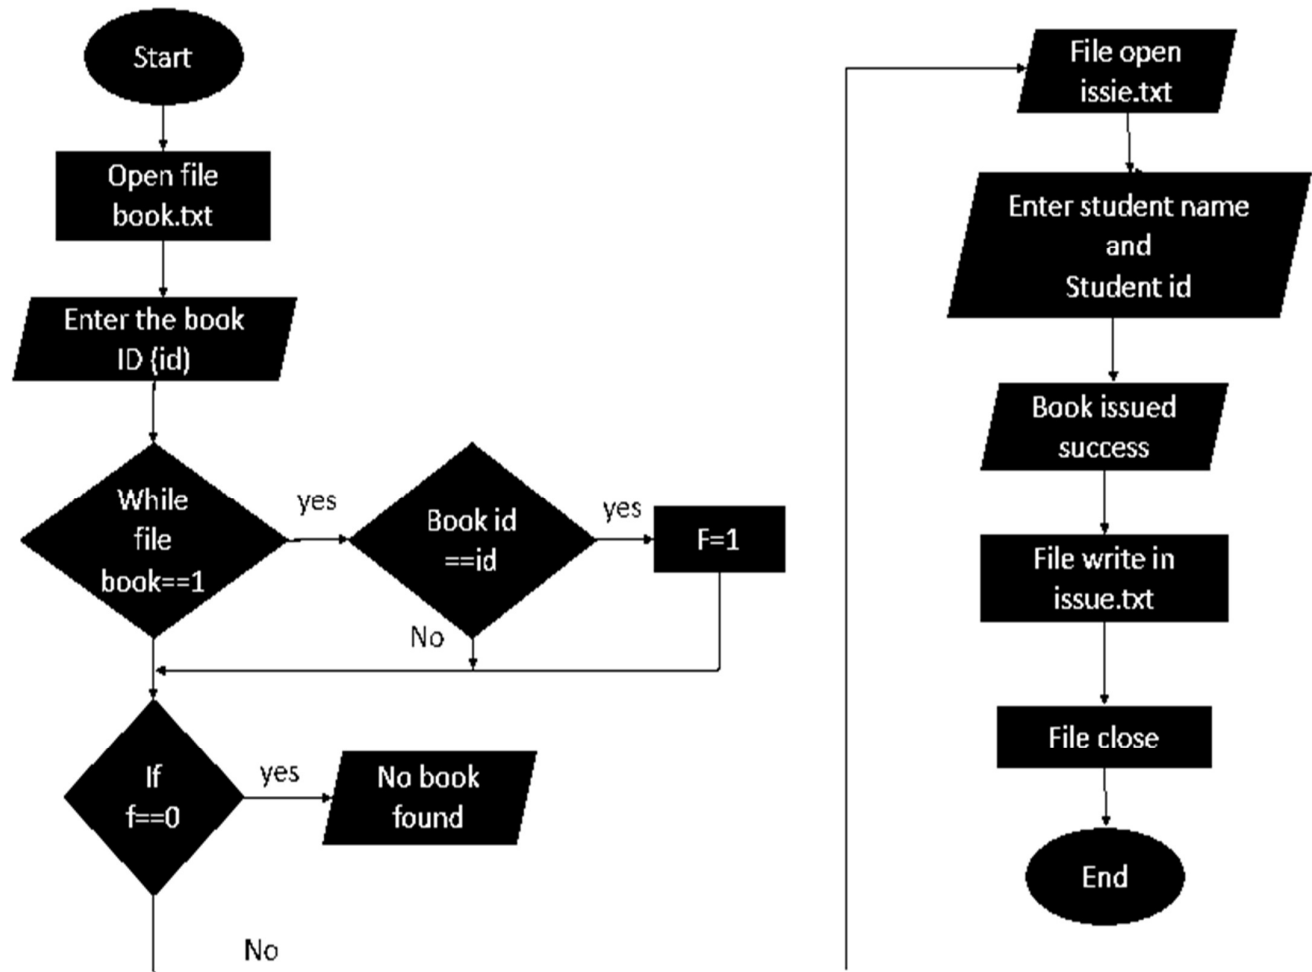 Start
Open file
book.txt
Enter the book
ID (id)
While
file
book==1
yes
Book id
==id
yes
F=1
No
If
f==0
yes
No book
found
No
File open
issie.txt
Enter student name
and
Student id
Book issued
success
File write in
issue.txt
File close
End